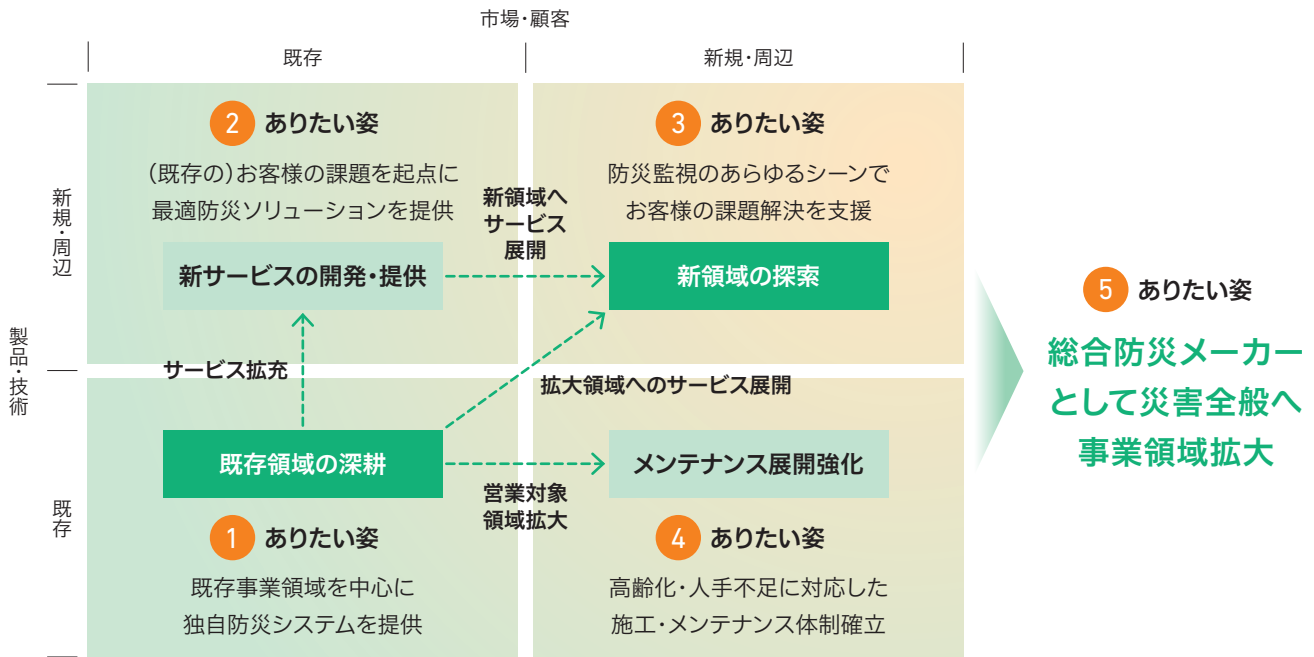 市場・顧客
既存
新規・周辺
製品・技術
新規・周辺
既存
2 ありたい姿
(既存の)お客様の課題を起点に
最適防災ソリューションを提供
新サービスの開発・提供
新領域へ
サービス
展開
3 ありたい姿
防災監視のあらゆるシーンで
お客様の課題解決を支援
新領域の探索
サービス拡充
拡大領域へのサービス展開
既存領域の深耕
営業対象
領域拡大
メンテナンス展開強化
1 ありたい姿
既存事業領域を中心に
独自防災システムを提供
4 ありたい姿
高齢化・人手不足に対応した
施工・メンテナンス体制確立
5 ありたい姿
総合防災メーカー
として災害全般へ
事業領域拡大